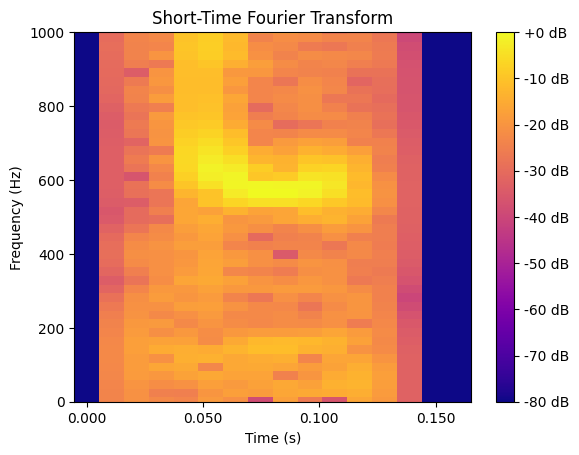 Short-Time Fourier Transform
Frequency (Hz)
1000
800
600
400
200
0
0.000
0.050
0.100
0.150
Time (s)
+0 dB
-10 dB
-20 dB
-30 dB
-40 dB
-50 dB
-60 dB
-70 dB
-80 dB